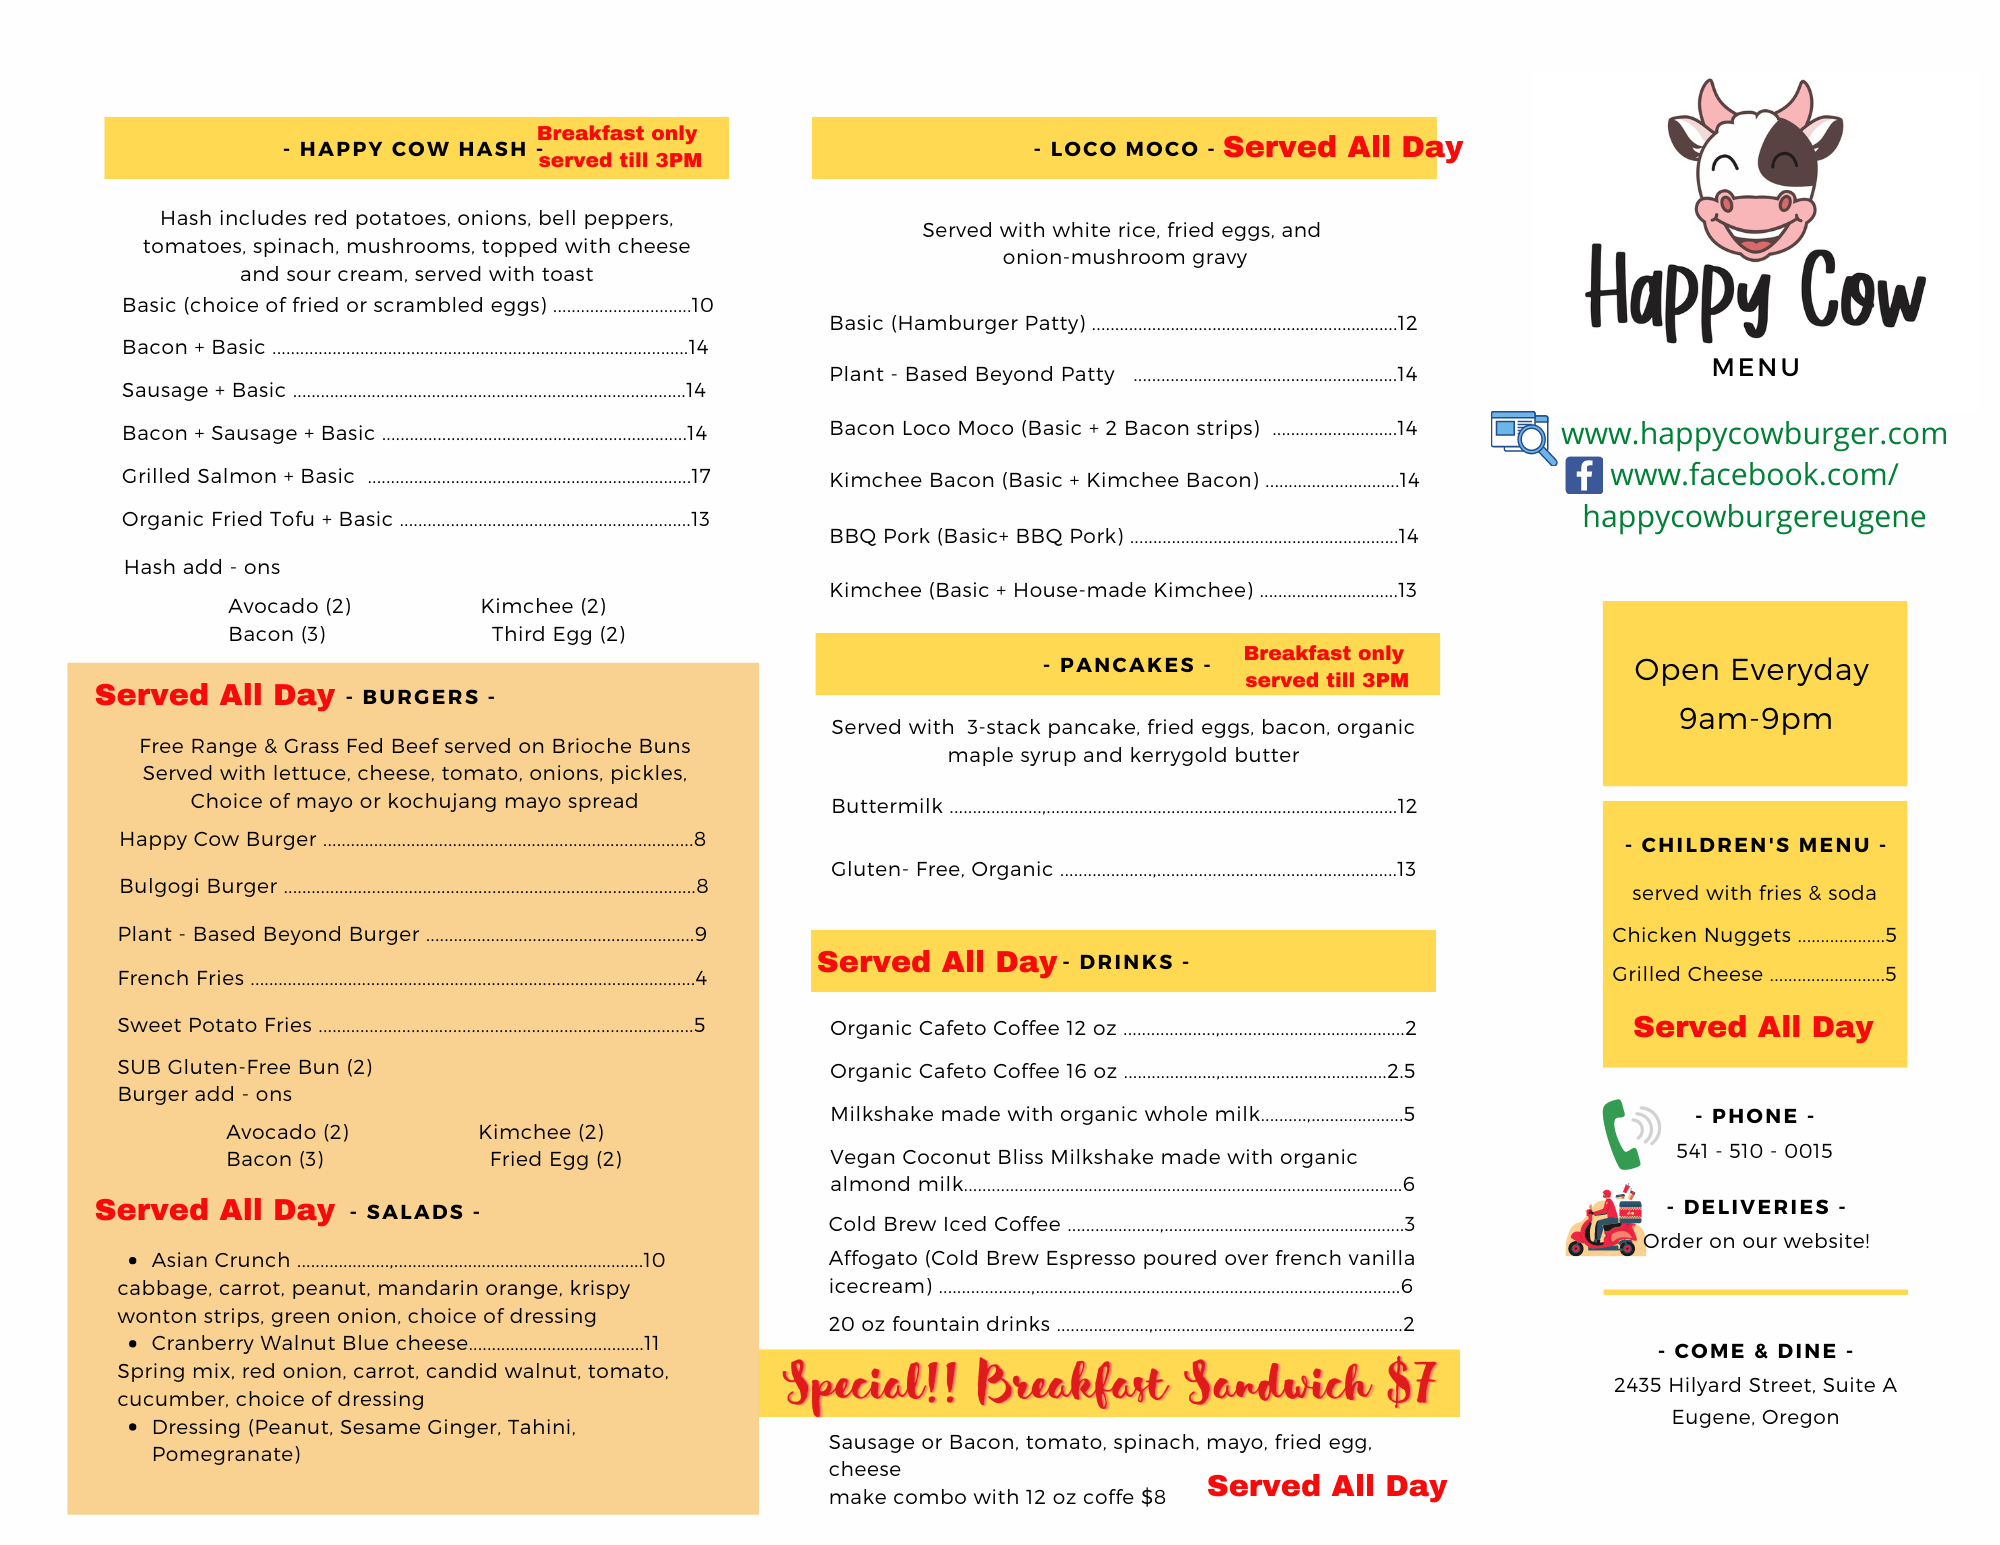 - HAPPY COW HASH -
Breakfast only
served till 3PM
Hash includes red potatoes, onions, bell peppers,
tomatoes, spinach, mushrooms, topped with cheese
and sour cream, served with toast
Basic (choice of fried or scrambled eggs) ..............................10
Bacon + Basic ..........................................................................................14
Sausage + Basic .....................................................................................14
Bacon + Sausage + Basic ..................................................................14
Grilled Salmon + Basic ......................................................................17
Organic Fried Tofu + Basic ...............................................................13
Hash add - ons
Avocado (2) Kimchee (2)
Bacon (3) Third Egg (2)
Served All Day - BURGERS -
Free Range & Grass Fed Beef served on Brioche Buns
Served with lettuce, cheese, tomato, onions, pickles,
Choice of mayo or kochujang mayo spread
Happy Cow Burger ................................................................................8
Bulgogi Burger .........................................................................................8
Plant - Based Beyond Burger ..........................................................9
French Fries ................................................................................................4
Sweet Potato Fries .................................................................................5
SUB Gluten-Free Bun (2)
Burger add - ons
Avocado (2) Kimchee (2)
Bacon (3) Fried Egg (2)
Served All Day - SALADS -
• Asian Crunch ....................,......................................................10
cabbage, carrot, peanut, mandarin orange, krispy
wonton strips, green onion, choice of dressing
• Cranberry Walnut Blue cheese......................................11
Spring mix, red onion, carrot, candid walnut, tomato,
cucumber, choice of dressing
• Dressing (Peanut, Sesame Ginger, Tahini,
Pomegranate)
- LOCO MOCO - Served All Day
Served with white rice, fried eggs, and
onion-mushroom gravy
Basic (Hamburger Patty) ..................................................................12
Plant - Based Beyond Patty .........................................................14
Bacon Loco Moco (Basic + 2 Bacon strips) ...........................14
Kimchee Bacon (Basic + Kimchee Bacon) .............................14
BBQ Pork (Basic+ BBQ Pork) ..........................................................14
Kimchee (Basic + House-made Kimchee) ..............................13
- PANCAKES -
Breakfast only
served till 3PM
Served with 3-stack pancake, fried eggs, bacon, organic
maple syrup and kerrygold butter
Buttermilk ....................,............................................................................12
Gluten- Free, Organic ....................,....................................................13
Served All Day - DRINKS -
Organic Cafeto Coffee 12 oz ....................,........................................2
Organic Cafeto Coffee 16 oz ....................,....................................2.5
Milkshake made with organic whole milk..........,....................5
Vegan Coconut Bliss Milkshake made with organic
almond milk...............................................................................................6
Cold Brew Iced Coffee ....................,....................................................3
Affogato (Cold Brew Espresso poured over french vanilla
icecream) ....................,...............................................................................6
20 oz fountain drinks ....................,......................................................2
Special!! Breakfast Sandwich $7
Sausage or Bacon, tomato, spinach, mayo, fried egg,
cheese
make combo with 12 oz coffe $8
Served All Day
Happy Cow
MENU
www.happycowburger.com
f www.facebook.com/
happycowburgereugene
Open Everyday
9am-9pm
- CHILDREN'S MENU -
served with fries & soda
Chicken Nuggets ...................5
Grilled Cheese .........................5
Served All Day
- PHONE -
541 - 510 - 0015
- DELIVERIES -
Order on our website!
- COME & DINE -
2435 Hilyard Street, Suite A
Eugene, Oregon